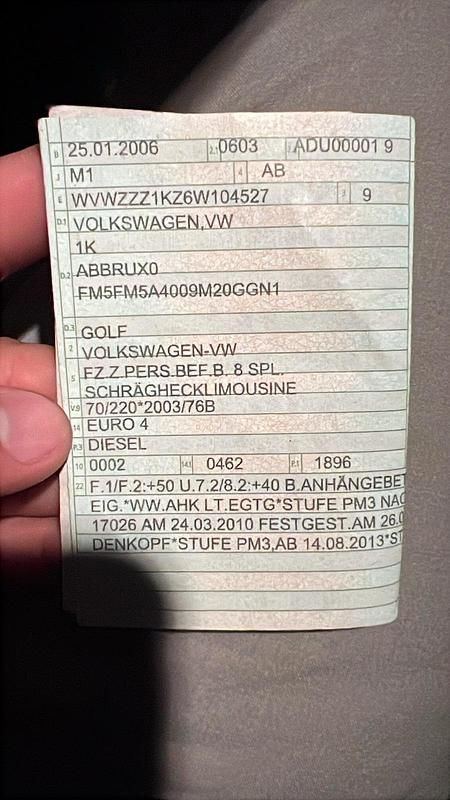 B 25.01.2006 2.1 0603 ADU00001 9
J M1 4 AB
E WVWZZZ1KZ6W104527 3 9
D.1 VOLKSWAGEN,VW
1K
D.2 ABBRUX0
FM5FM5A4009M20GGN1
D.3 GOLF
2 VOLKSWAGEN-VW
5 FZ.Z.PERS.BEF.B. 8 SPL.
SCHRÄGHECKLIMOUSINE
V.9 70/220*2003/76B
14 EURO 4
P.3 DIESEL
10 0002 14.1 0462 P.1 1896
22 F.1/F.2:+50 U.7.2/8.2:+40 B.ANHÄNGEBET
EIG.*WW.AHK LT.EGTG*STUFE PM3 NAC
17026 AM 24.03.2010 FESTGEST.AM 26.0
DENKOPF*STUFE PM3,AB 14.08.2013*ST